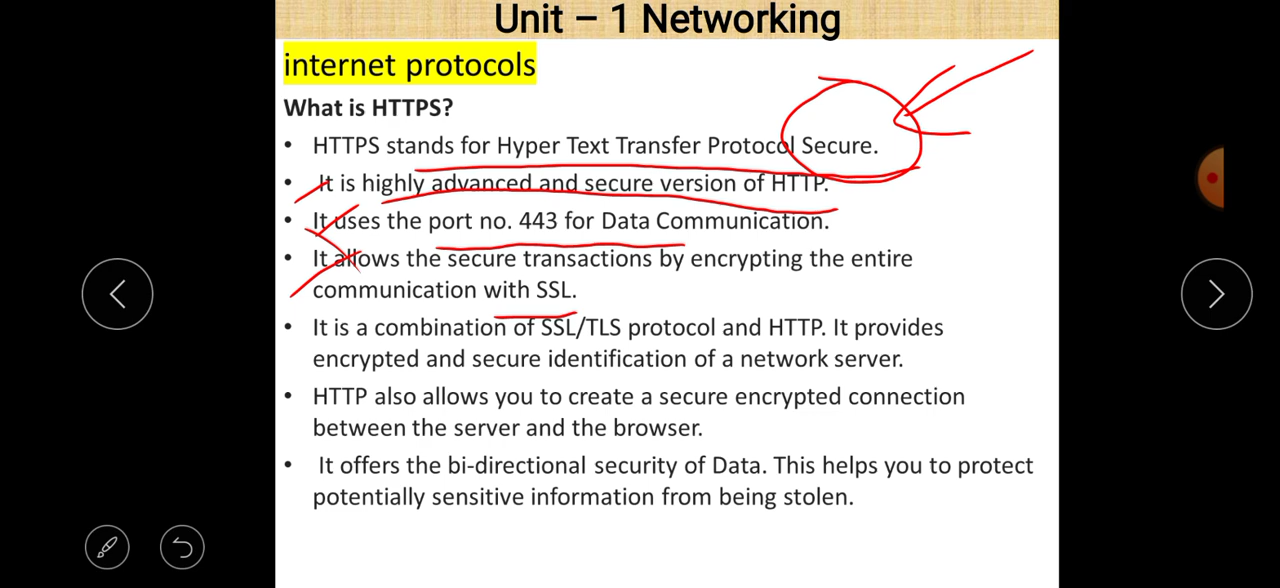 Unit – 1 Networking
internet protocols
What is HTTPS?
• HTTPS stands for Hyper Text Transfer Protocol Secure.
• It is highly advanced and secure version of HTTP.
• It uses the port no. 443 for Data Communication.
• It allows the secure transactions by encrypting the entire
communication with SSL.
• It is a combination of SSL/TLS protocol and HTTP. It provides
encrypted and secure identification of a network server.
• HTTP also allows you to create a secure encrypted connection
between the server and the browser.
• It offers the bi-directional security of Data. This helps you to protect
potentially sensitive information from being stolen.